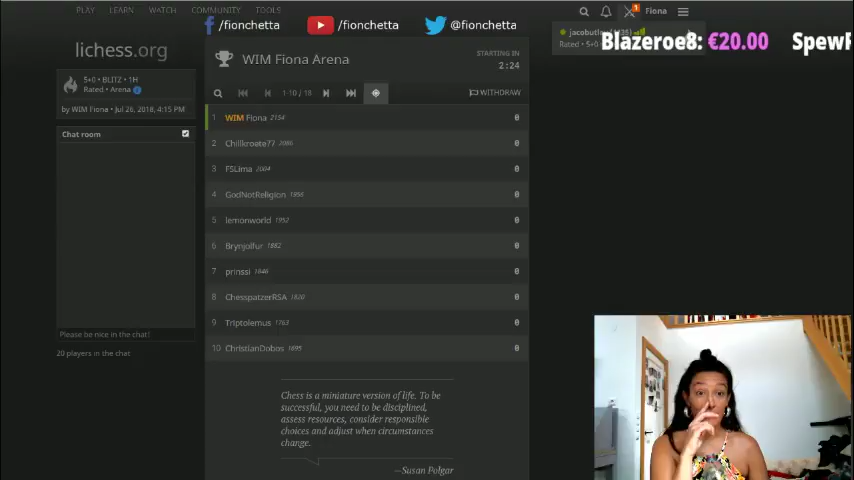 PLAY LEARN WATCH COMMUNITY TOOLS
1
Fiona
/fionchetta
/fionchetta
@fionchetta
lichess.org
5+0 • BLITZ • 1H
Rated • Arena
by WIM Fiona • Jul 26, 2018, 4:15 PM
Chat room
Please be nice in the chat!
20 players in the chat
WIM Fiona Arena
STARTING IN
2:24
1-10 / 18
WITHDRAW
1 WIM Fiona 2154 0
2 Chillkroete77 2086 0
3 FSLima 2004 0
4 GodNotReligion 1996 0
5 lemonworld 1952 0
6 Brynjolfur 1882 0
7 prinssi 1848 0
8 ChesspatzerRSA 1820 0
9 Triptolemus 1763 0
10 ChristianDobos 1695 0
Chess is a miniature version of life. To be
successful, you need to be disciplined,
assess resources, consider responsible
choices and adjust when circumstances
change.
—Susan Polgar
Rated • 5+0
Blazeroe8: €20.00